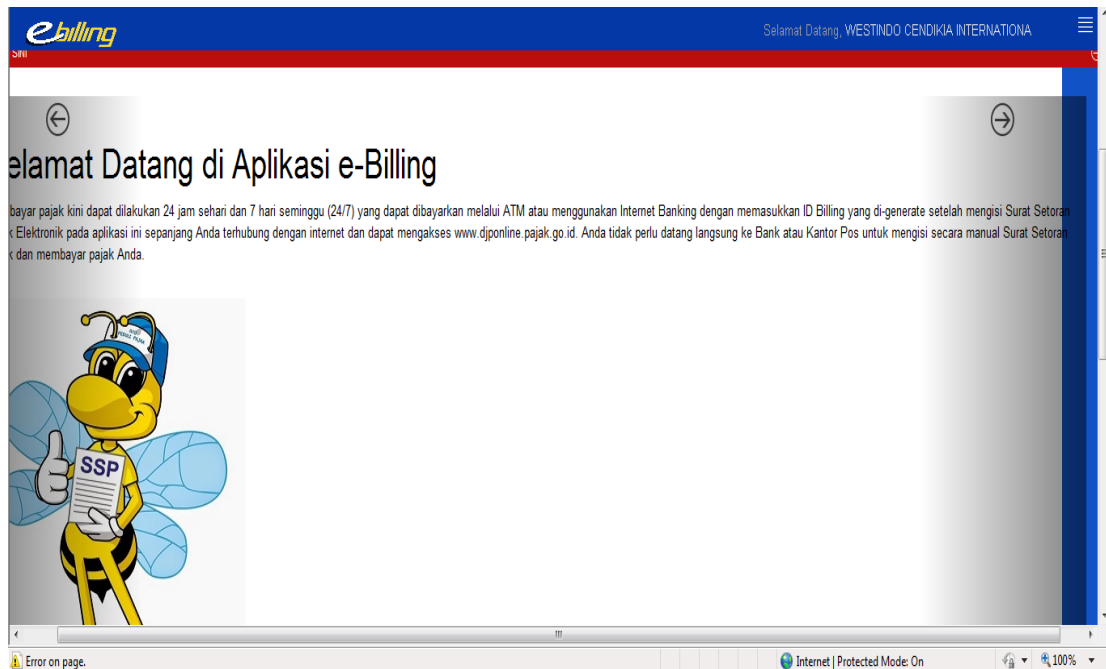 ebilling
Selamat Datang, WESTINDO CENDIKIA INTERNATIONA
SINI
elamat Datang di Aplikasi e-Billing
bayar pajak kini dapat dilakukan 24 jam sehari dan 7 hari seminggu (24/7) yang dapat dibayarkan melalui ATM atau menggunakan Internet Banking dengan memasukkan ID Billing yang di-generate setelah mengisi Surat Setoran
k Elektronik pada aplikasi ini sepanjang Anda terhubung dengan internet dan dapat mengakses www.djponline.pajak.go.id. Anda tidak perlu datang langsung ke Bank atau Kantor Pos untuk mengisi secara manual Surat Setoran
k dan membayar pajak Anda.
SSP
Error on page.
Internet | Protected Mode: On
100%